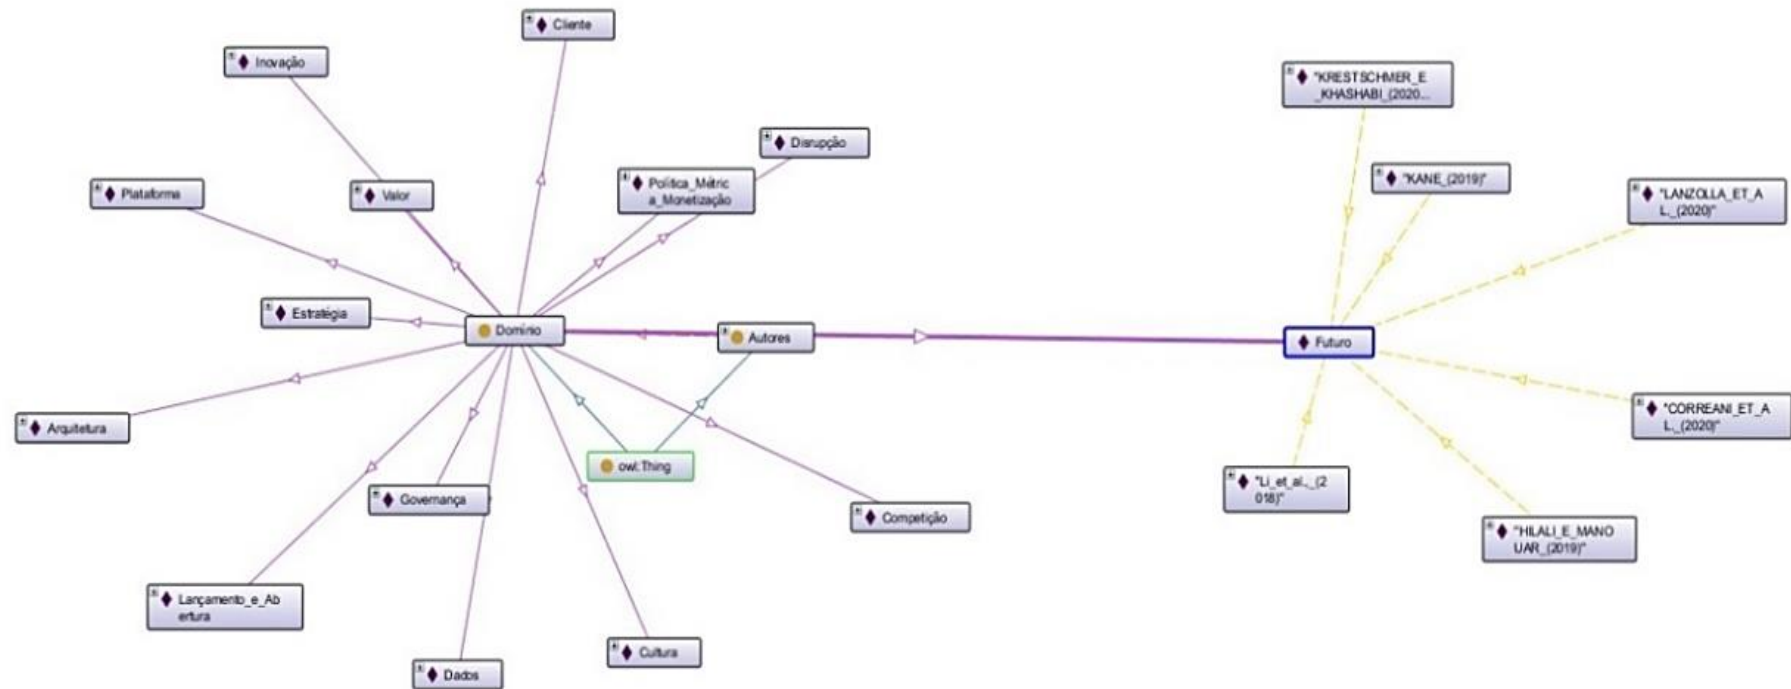 Cliente
Inovação
"KRESTSCHMER_E
_KHASHABI_(2020...
Disrupção
Política_Métric
a_Monetização
"KANE_(2019)"
Plataforma
Valor
"LANZOLLA_ET_A
L._(2020)"
Estratégia
Domínio
Autores
Futuro
Arquitetura
"CORREANI_ET_A
L._(2020)"
owl:Thing
Governança
"Li_et_al.,_(2
018)"
Competição
"HILALI_E_MANO
UAR_(2019)"
Lançamento_e_Ab
ertura
Cultura
Dados